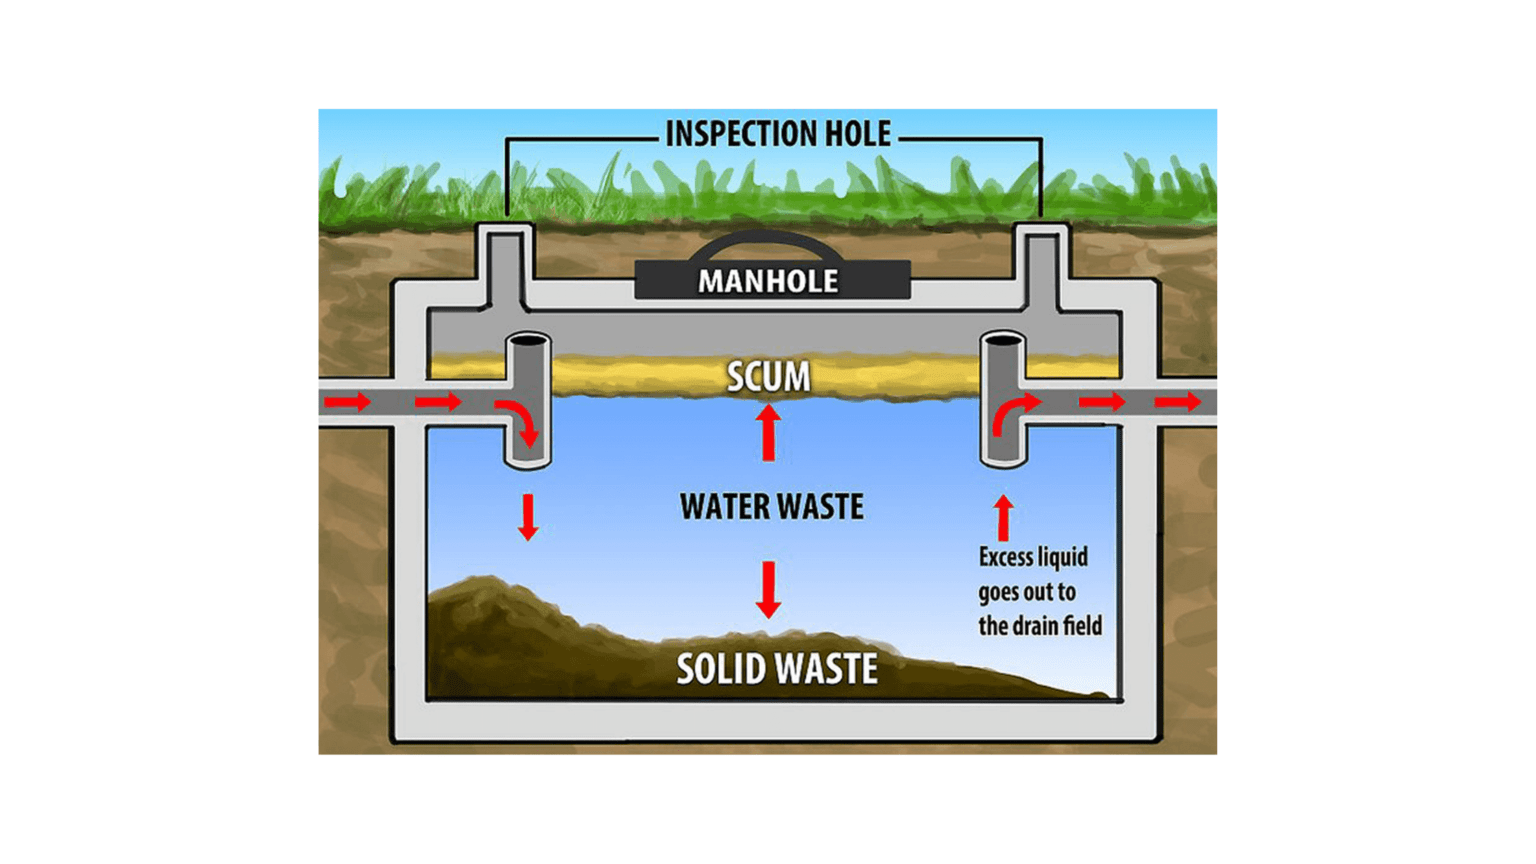 INSPECTION HOLE
MANHOLE
SCUM
WATER WASTE
Excess liquid
goes out to
the drain field
SOLID WASTE